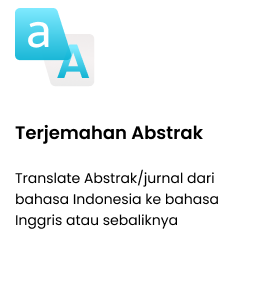 a
A
Terjemahan Abstrak
Translate Abstrak/jurnal dari
bahasa Indonesia ke bahasa
Inggris atau sebaliknya